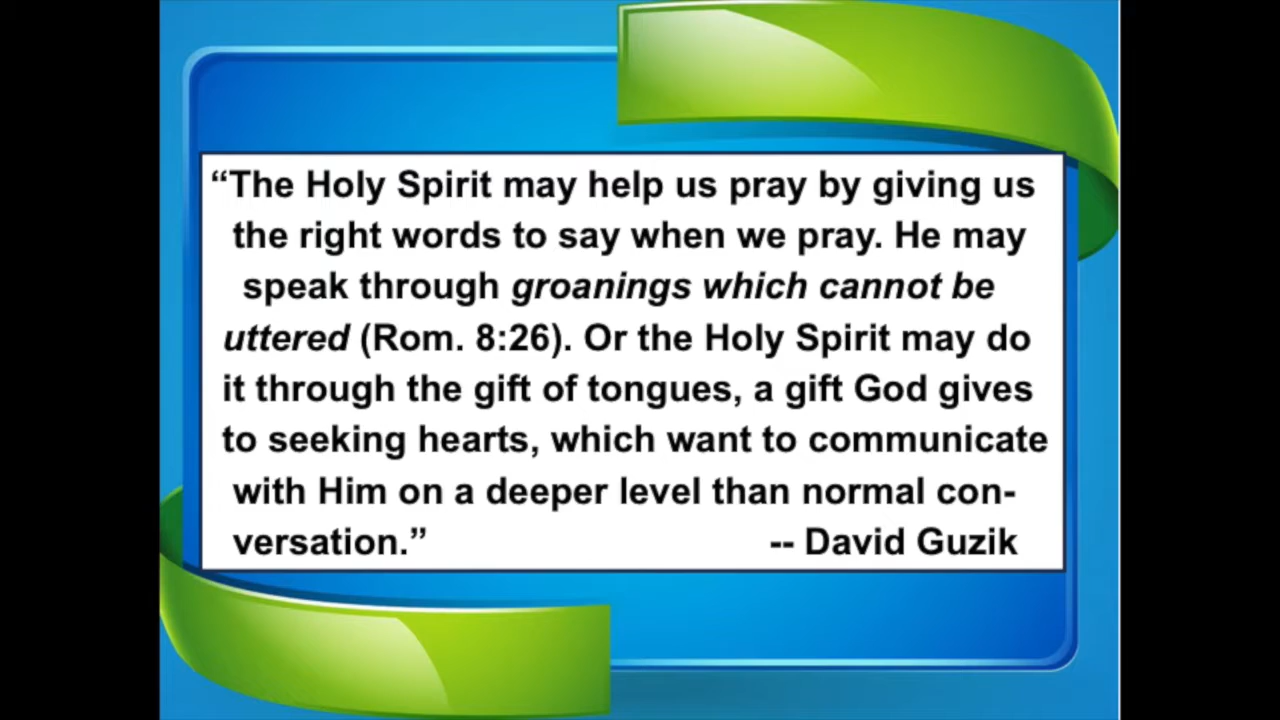 “The Holy Spirit may help us pray by giving us
the right words to say when we pray. He may
speak through groanings which cannot be
uttered (Rom. 8:26). Or the Holy Spirit may do
it through the gift of tongues, a gift God gives
to seeking hearts, which want to communicate
with Him on a deeper level than normal con-
versation.” -- David Guzik